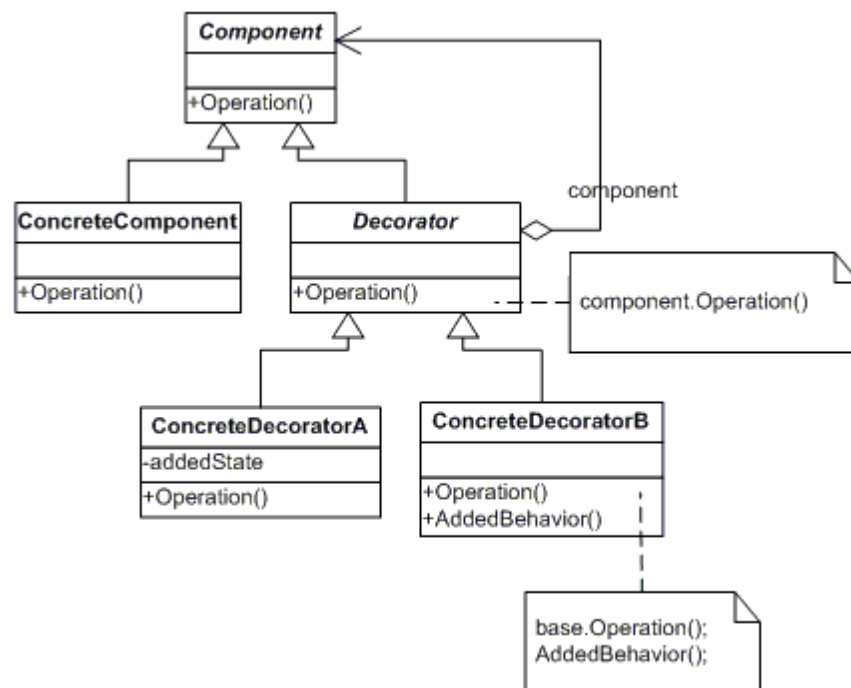 Component
+Operation()
component
ConcreteComponent
+Operation()
Decorator
+Operation()
component.Operation()
ConcreteDecoratorA
-addedState
+Operation()
ConcreteDecoratorB
+Operation()
+AddedBehavior()
base.Operation();
AddedBehavior();